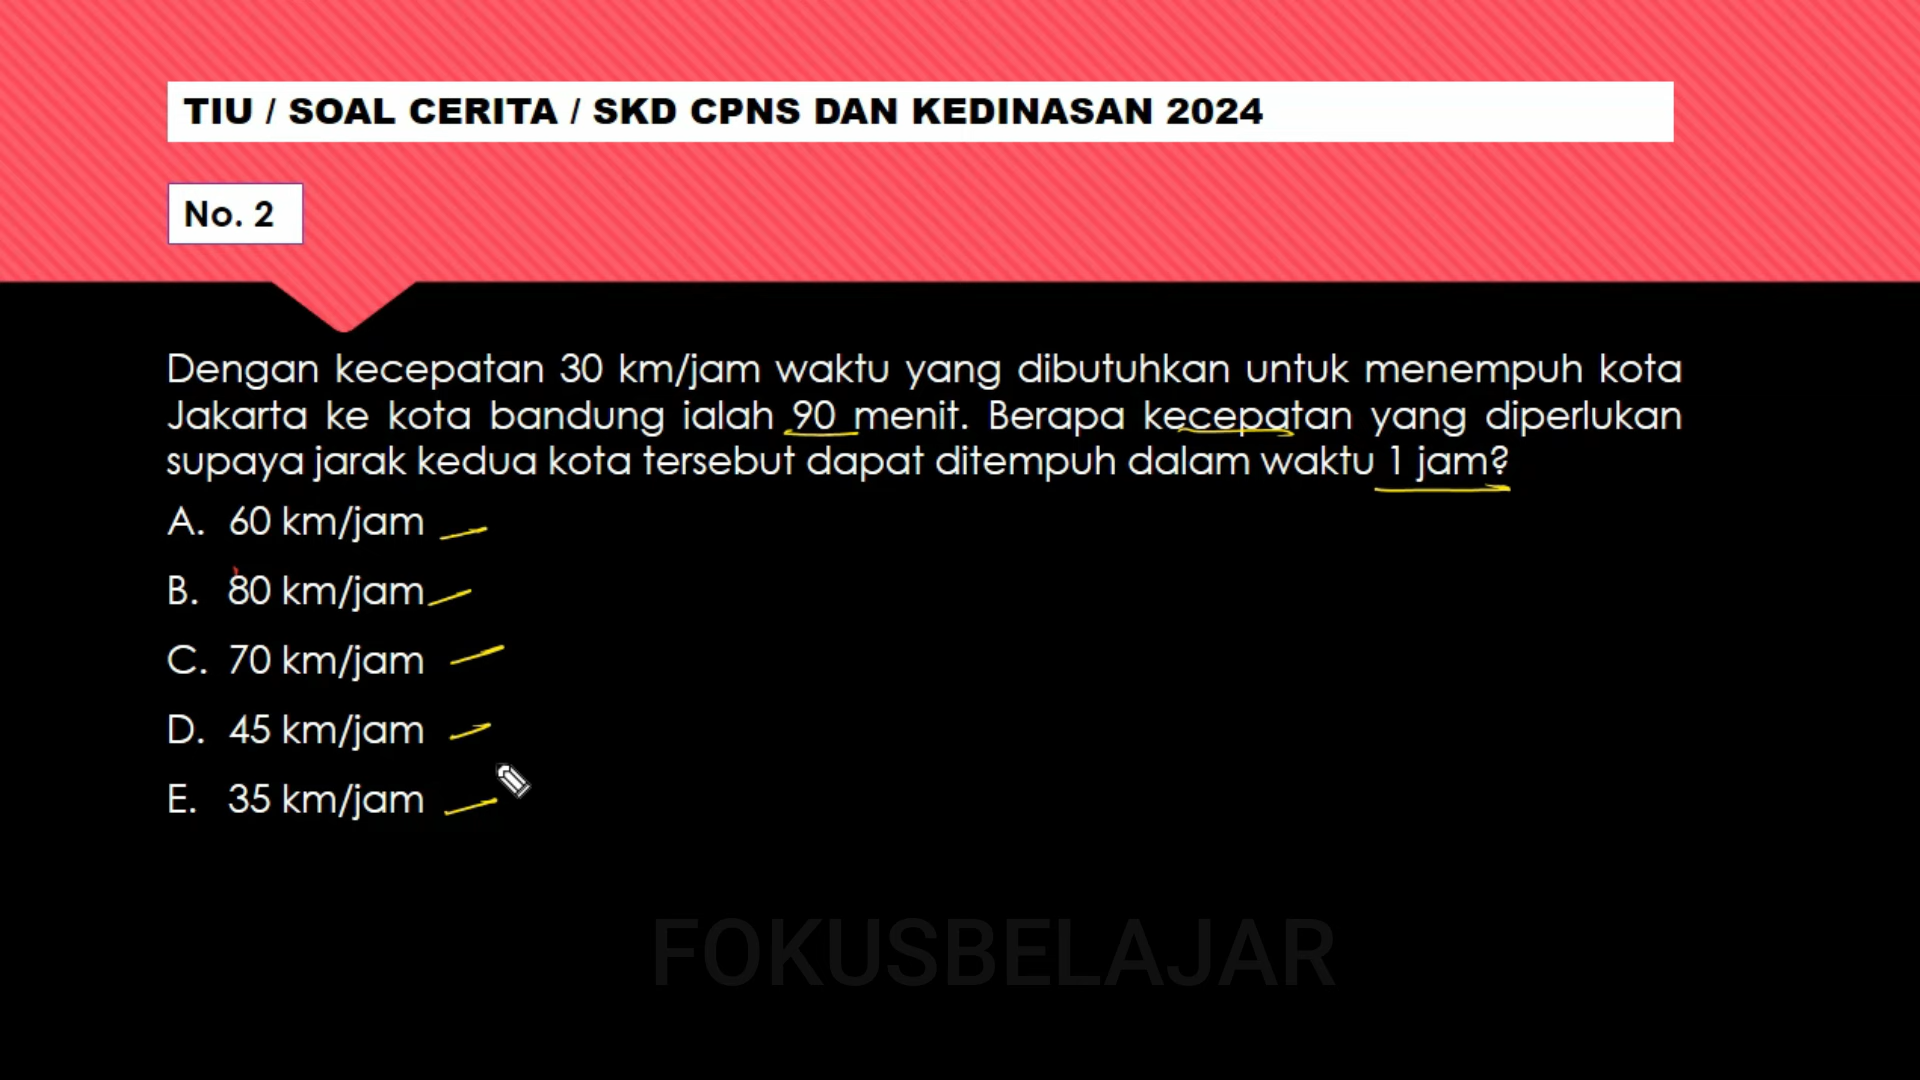 TIU / SOAL CERITA / SKD CPNS DAN KEDINASAN 2024
No. 2
Dengan kecepatan 30 km/jam waktu yang dibutuhkan untuk menempuh kota
Jakarta ke kota bandung ialah 90 menit. Berapa kecepatan yang diperlukan
supaya jarak kedua kota tersebut dapat ditempuh dalam waktu 1 jam?
A. 60 km/jam
B. 80 km/jam
C. 70 km/jam
D. 45 km/jam
E. 35 km/jam
FOKUSBELAJAR